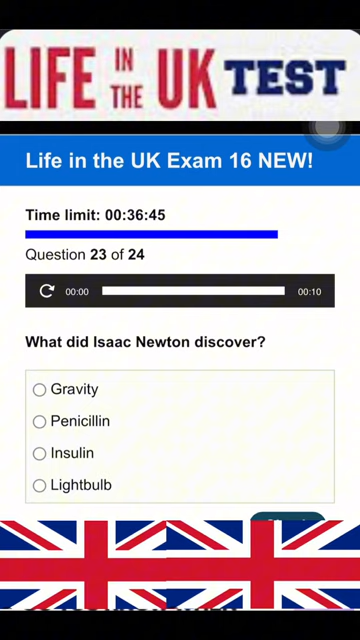 LIFE IN THE UK TEST
Life in the UK Exam 16 NEW!
Time limit: 00:36:45
Question 23 of 24
00:00
00:10
What did Isaac Newton discover?
Gravity
Penicillin
Insulin
Lightbulb